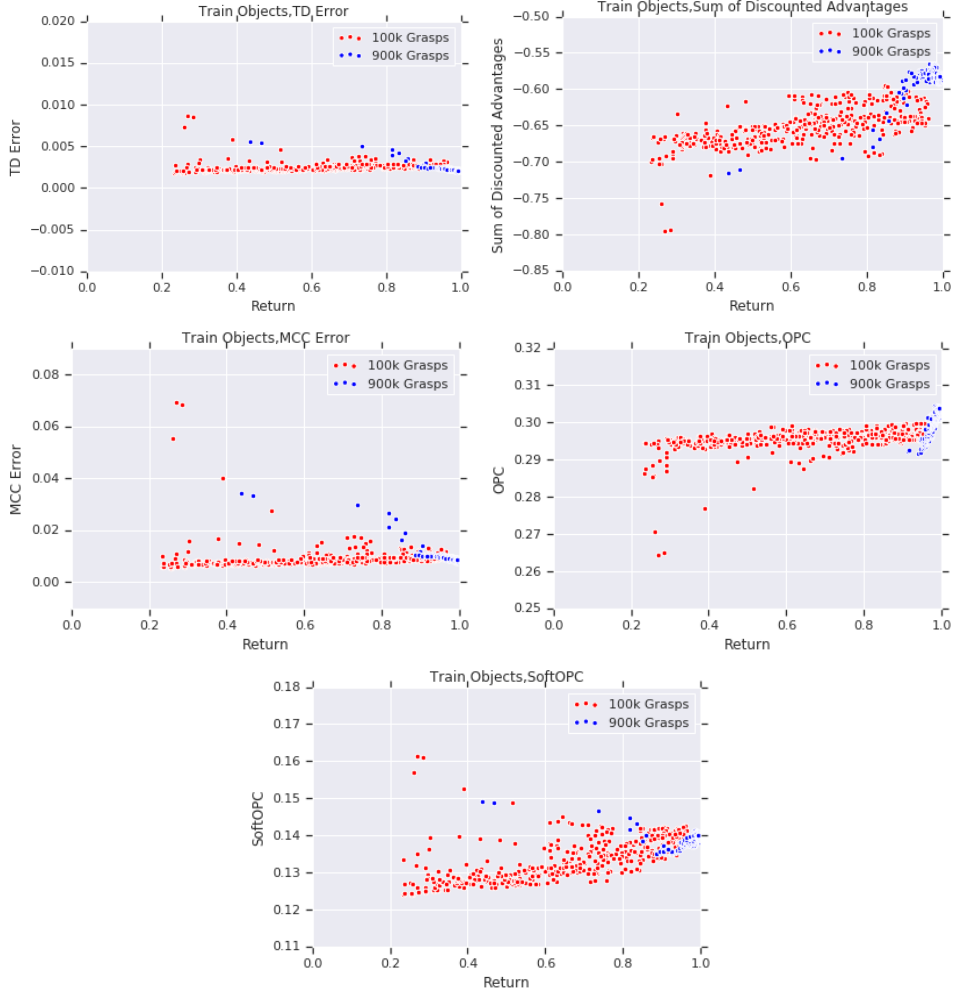 Train Objects,TD Error
0.020
0.015
0.010
0.005
0.000
−0.005
−0.010
TD Error
0.0 0.2 0.4 0.6 0.8 1.0
Return
100k Grasps
900k Grasps
Train Objects,Sum of Discounted Advantages
−0.50
−0.55
−0.60
−0.65
−0.70
−0.75
−0.80
−0.85
Sum of Discounted Advantages
0.0 0.2 0.4 0.6 0.8 1.0
Return
100k Grasps
900k Grasps
Train Objects,MCC Error
0.08
0.06
0.04
0.02
0.00
MCC Error
0.0 0.2 0.4 0.6 0.8 1.0
Return
100k Grasps
900k Grasps
Train Objects,OPC
0.32
0.31
0.30
0.29
0.28
0.27
0.26
0.25
OPC
0.0 0.2 0.4 0.6 0.8 1.0
Return
100k Grasps
900k Grasps
Train Objects,SoftOPC
0.18
0.17
0.16
0.15
0.14
0.13
0.12
0.11
SoftOPC
0.0 0.2 0.4 0.6 0.8 1.0
Return
100k Grasps
900k Grasps